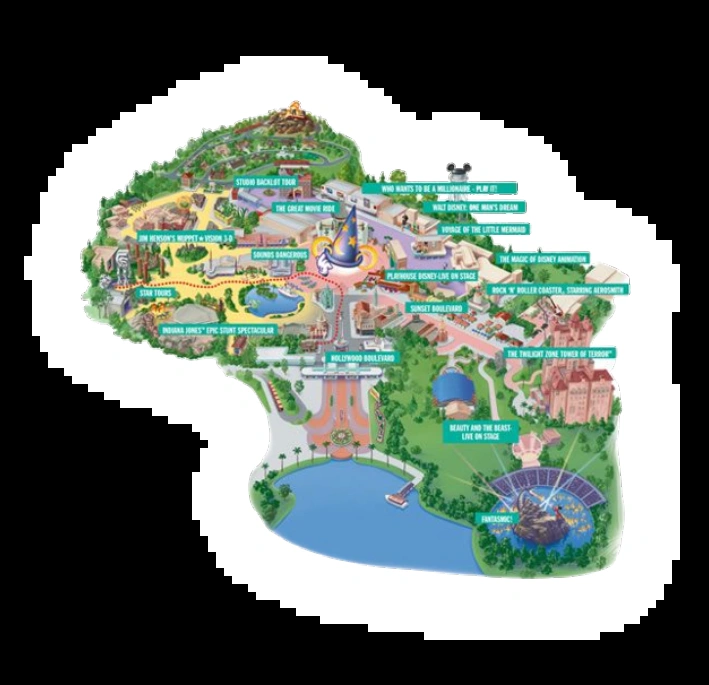 STUDIO BACKLOT TOUR
WHO WANTS TO BE A MILLIONAIRE - PLAY IT!
THE GREAT MOVIE RIDE
WALT DISNEY: ONE MAN'S DREAM
VOYAGE OF THE LITTLE MERMAID
JIM HENSON'S MUPPET★VISION 3-D
SOUNDS DANGEROUS
THE MAGIC OF DISNEY ANIMATION
PLAYHOUSE DISNEY-LIVE ON STAGE
ROCK 'N' ROLLER COASTER, STARRING AEROSMITH
STAR TOURS
SUNSET BOULEVARD
INDIANA JONES™ EPIC STUNT SPECTACULAR
HOLLYWOOD BOULEVARD
THE TWILIGHT ZONE TOWER OF TERROR™
BEAUTY AND THE BEAST-
LIVE ON STAGE
FANTASMIC!